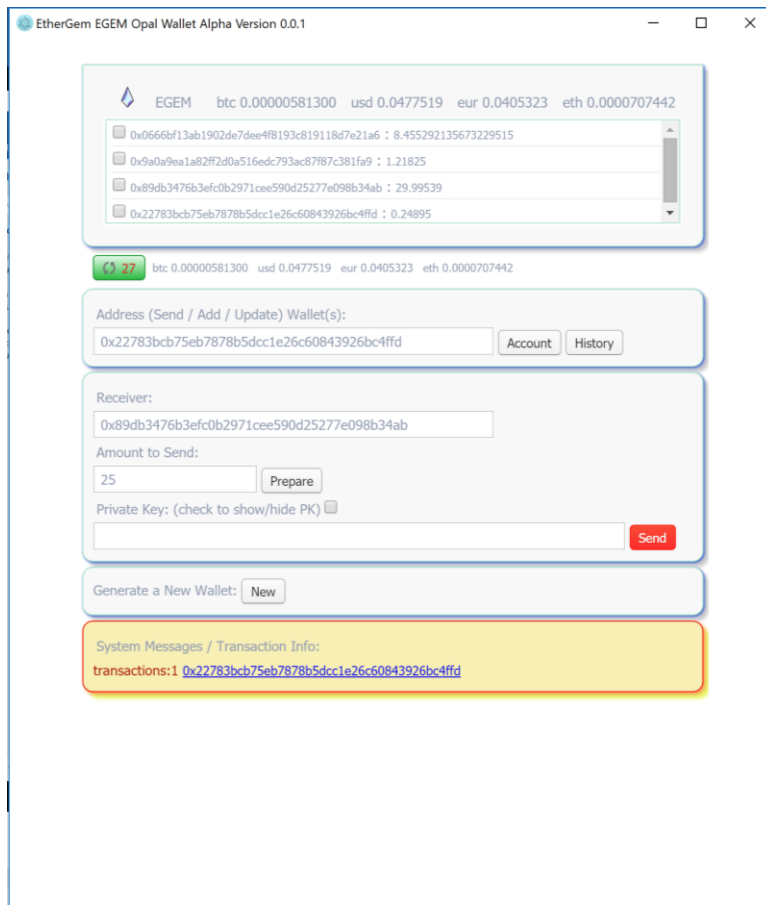 EtherGem EGEM Opal Wallet Alpha Version 0.0.1
EGEM btc 0.00000581300 usd 0.0477519 eur 0.0405323 eth 0.0000707442
0x0666bf13ab1902de7dee4f8193c819118d7e21a6 : 8.455292135673229515
0x9a0a9ea1a82ff2d0a516edc793ac87f87c381fa9 : 1.21825
0x89db3476b3efc0b2971cee590d25277e098b34ab : 29.99539
0x22783bcb75eb7878b5dcc1e26c60843926bc4ffd : 0.24895
27 btc 0.00000581300 usd 0.0477519 eur 0.0405323 eth 0.0000707442
Address (Send / Add / Update) Wallet(s):
0x22783bcb75eb7878b5dcc1e26c60843926bc4ffd Account History
Receiver:
0x89db3476b3efc0b2971cee590d25277e098b34ab
Amount to Send:
25 Prepare
Private Key: (check to show/hide PK)
Send
Generate a New Wallet: New
System Messages / Transaction Info:
transactions:1 0x22783bcb75eb7878b5dcc1e26c60843926bc4ffd